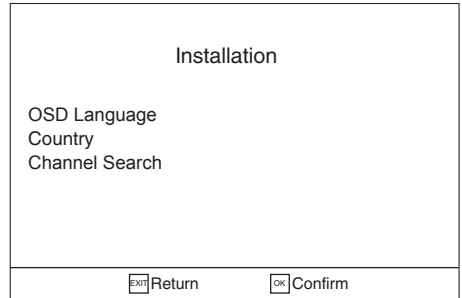 Installation
OSD Language
Country
Channel Search
EXIT Return OK Confirm